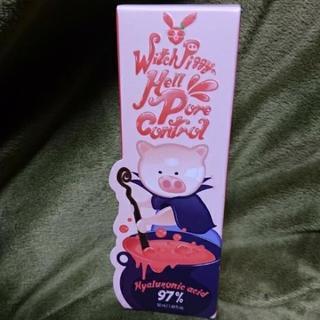 Witch Piggy
Hell
Pore
Control
Hyaluronic acid
97%